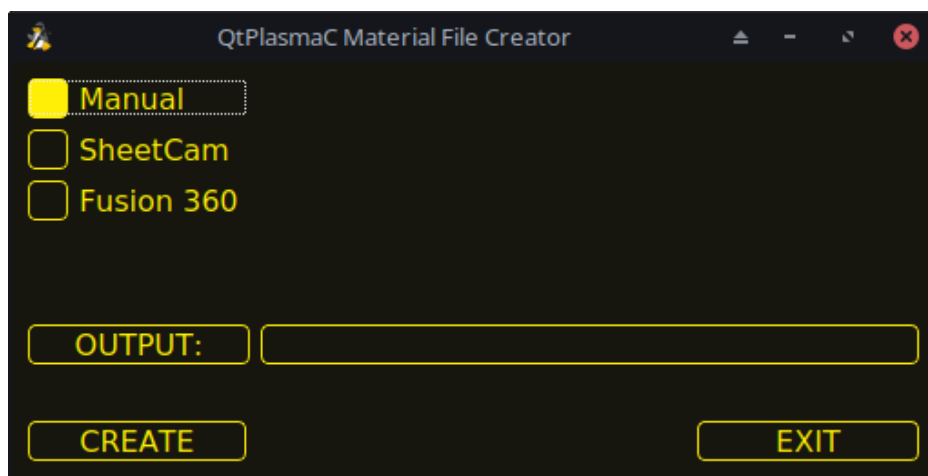 QtPlasmaC Material File Creator
Manual
SheetCam
Fusion 360
OUTPUT:
CREATE EXIT